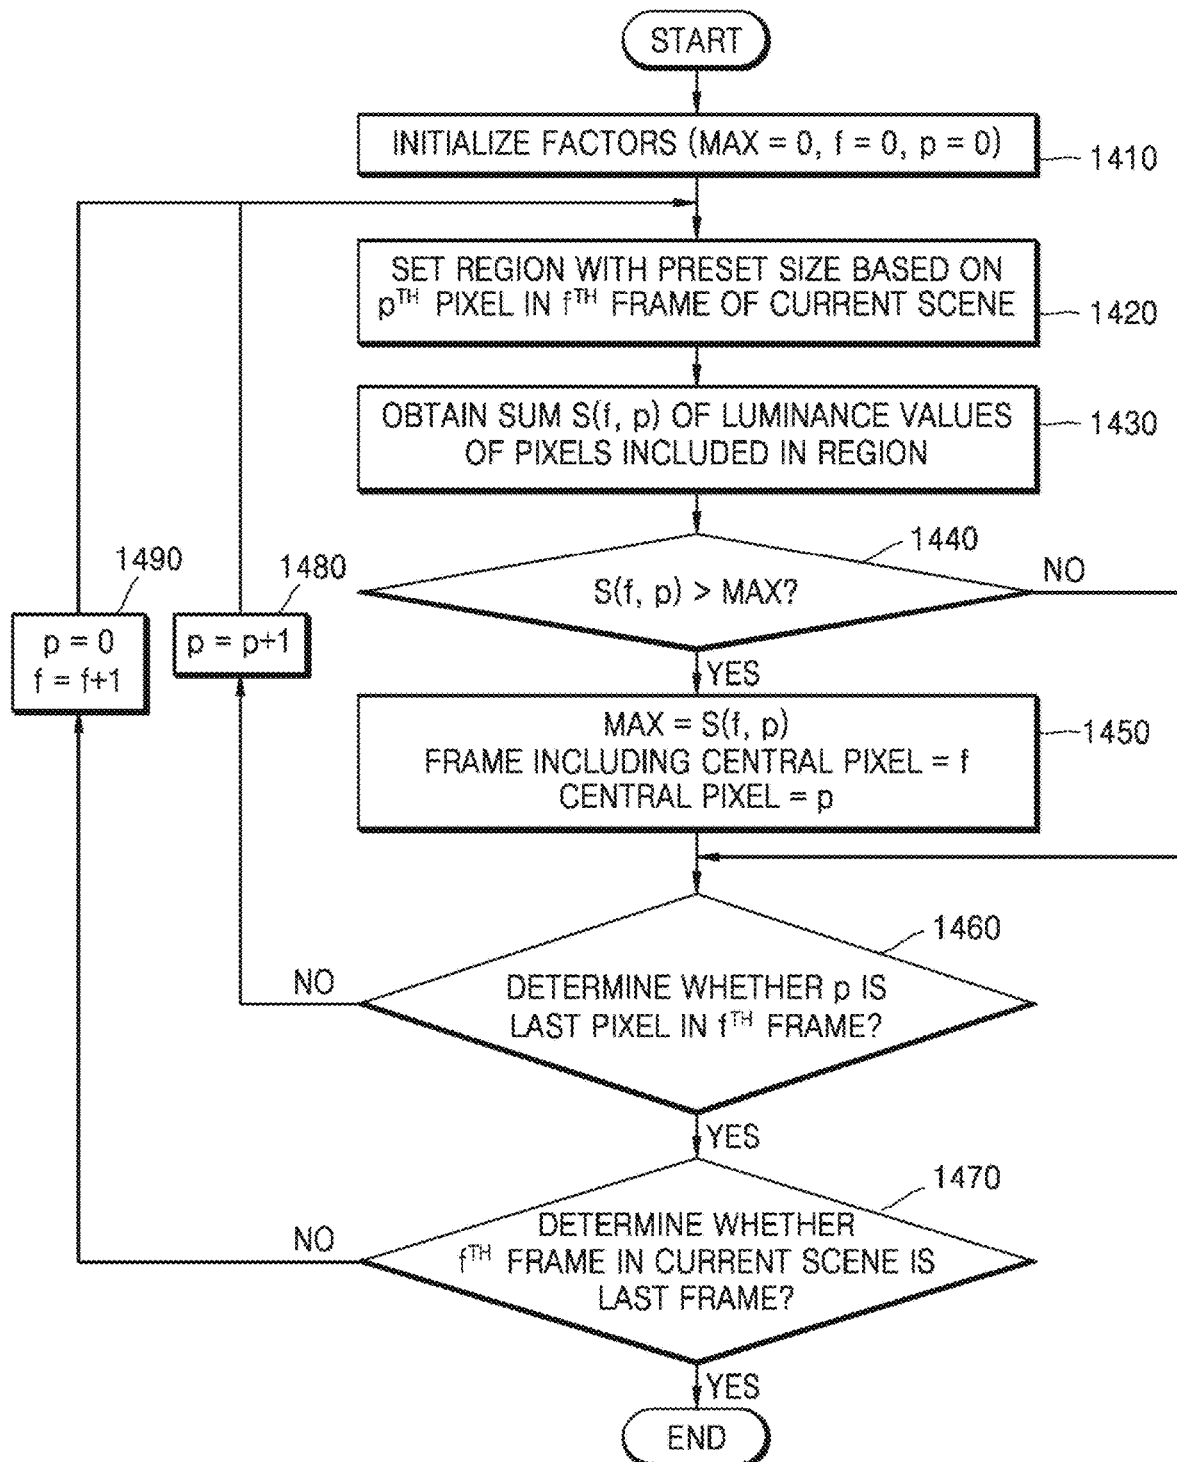 START
INITIALIZE FACTORS (MAX = 0, f = 0, p = 0)
1410
SET REGION WITH PRESET SIZE BASED ON
pTH PIXEL IN fTH FRAME OF CURRENT SCENE
1420
OBTAIN SUM S(f, p) OF LUMINANCE VALUES
OF PIXELS INCLUDED IN REGION
1430
1440
S(f, p) > MAX?
NO
YES
1490
p = 0
f = f+1
1480
p = p+1
MAX = S(f, p)
FRAME INCLUDING CENTRAL PIXEL = f
CENTRAL PIXEL = p
1450
1460
DETERMINE WHETHER p IS
LAST PIXEL IN fTH FRAME?
NO
YES
1470
DETERMINE WHETHER
fTH FRAME IN CURRENT SCENE IS
LAST FRAME?
NO
YES
END